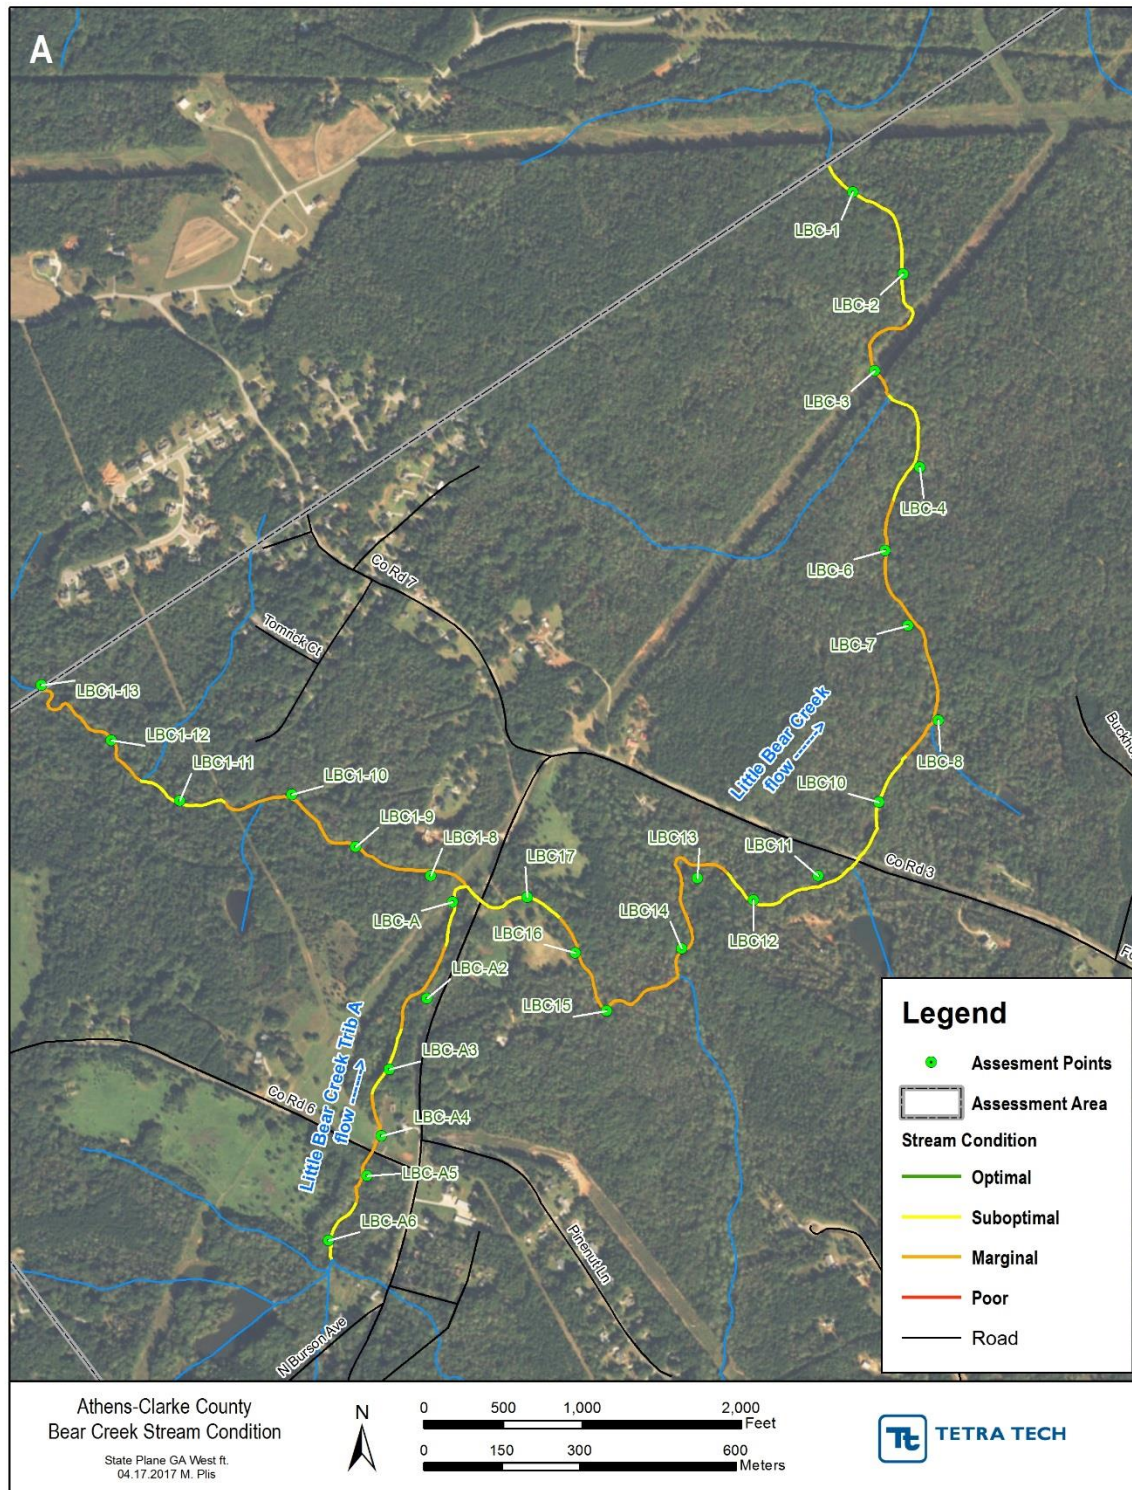 A
LBC-1
LBC-2
LBC-3
LBC-4
LBC-6
Co Rd 7
Tomrick Ct
LBC-7
LBC1-13
LBC1-12
LBC1-11
LBC1-10
Little Bear Creek
flow ----->
Buckh
LBC-8
LBC10
LBC1-9
LBC1-8
LBC17
LBC13
LBC11
Co Rd 3
LBC-A
LBC16
LBC14
LBC12
LBC-A2
LBC15
Little Bear Creek Trib A
flow ----->
LBC-A3
Co Rd 6
LBC-A4
LBC-A5
LBC-A6
Pinenut Ln
N Burson Ave
Legend
Assesment Points
Assessment Area
Stream Condition
Optimal
Suboptimal
Marginal
Poor
Road
Athens-Clarke County
Bear Creek Stream Condition
State Plane GA West ft.
04.17.2017 M. Plis
N
0 500 1,000 2,000
Feet
0 150 300 600
Meters
Tt TETRA TECH